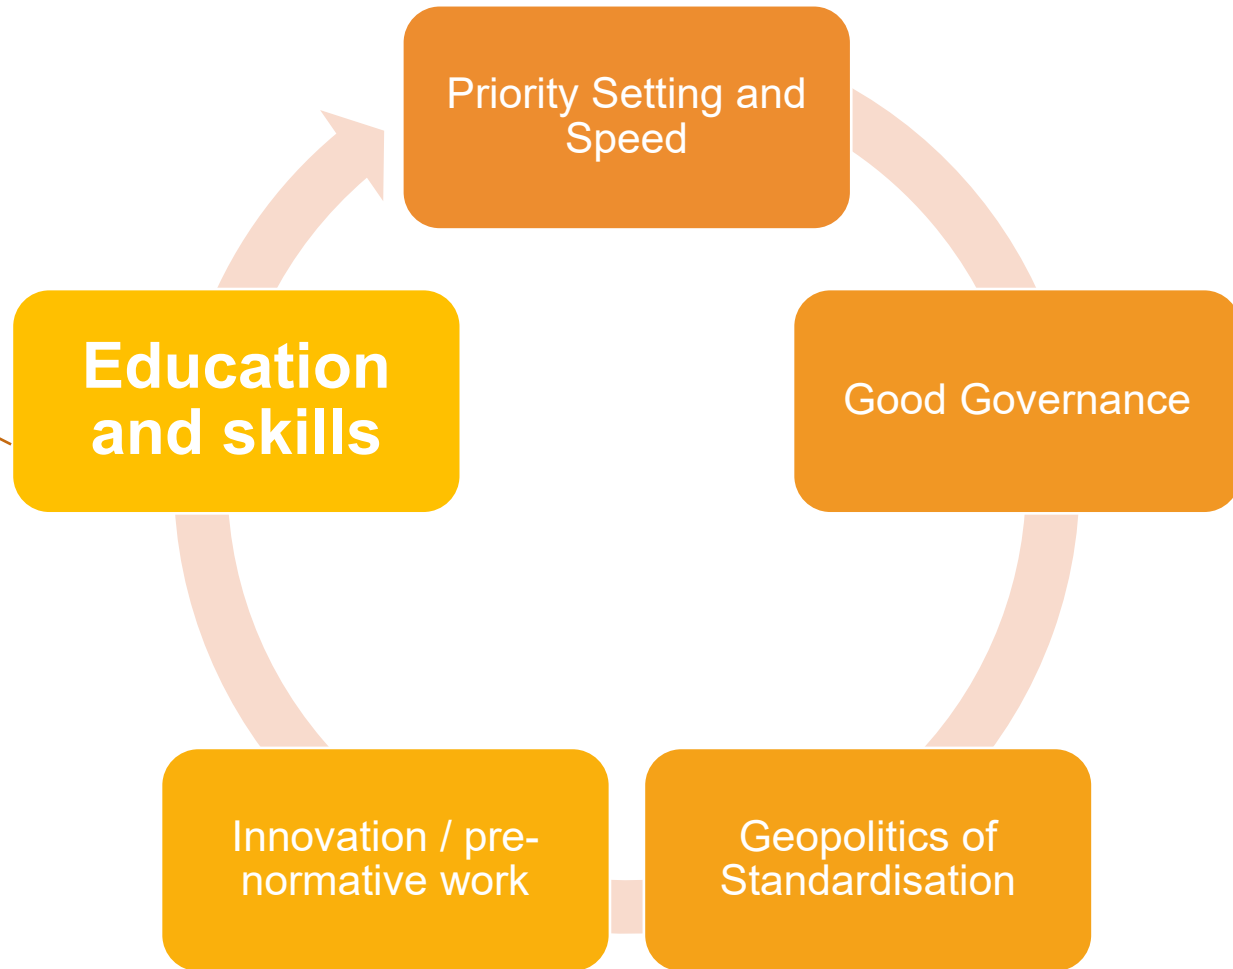 Priority Setting and
Speed
Good Governance
Geopolitics of
Standardisation
Innovation / pre-
normative work
Education
and skills